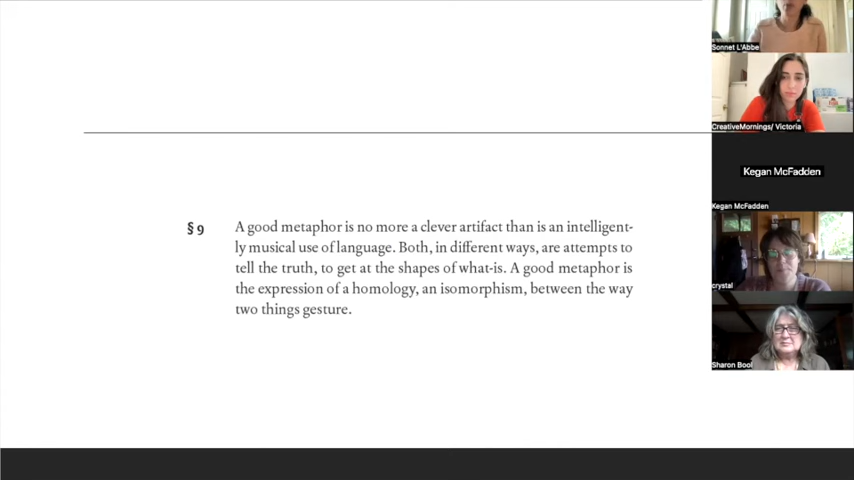 § 9 A good metaphor is no more a clever artifact than is an intelligent-
ly musical use of language. Both, in different ways, are attempts to
tell the truth, to get at the shapes of what-is. A good metaphor is
the expression of a homology, an isomorphism, between the way
two things gesture.
Sonnet L'Abbe
CreativeMornings/ Victoria
Kegan McFadden
Kegan McFadden
crystal
Sharon Bool